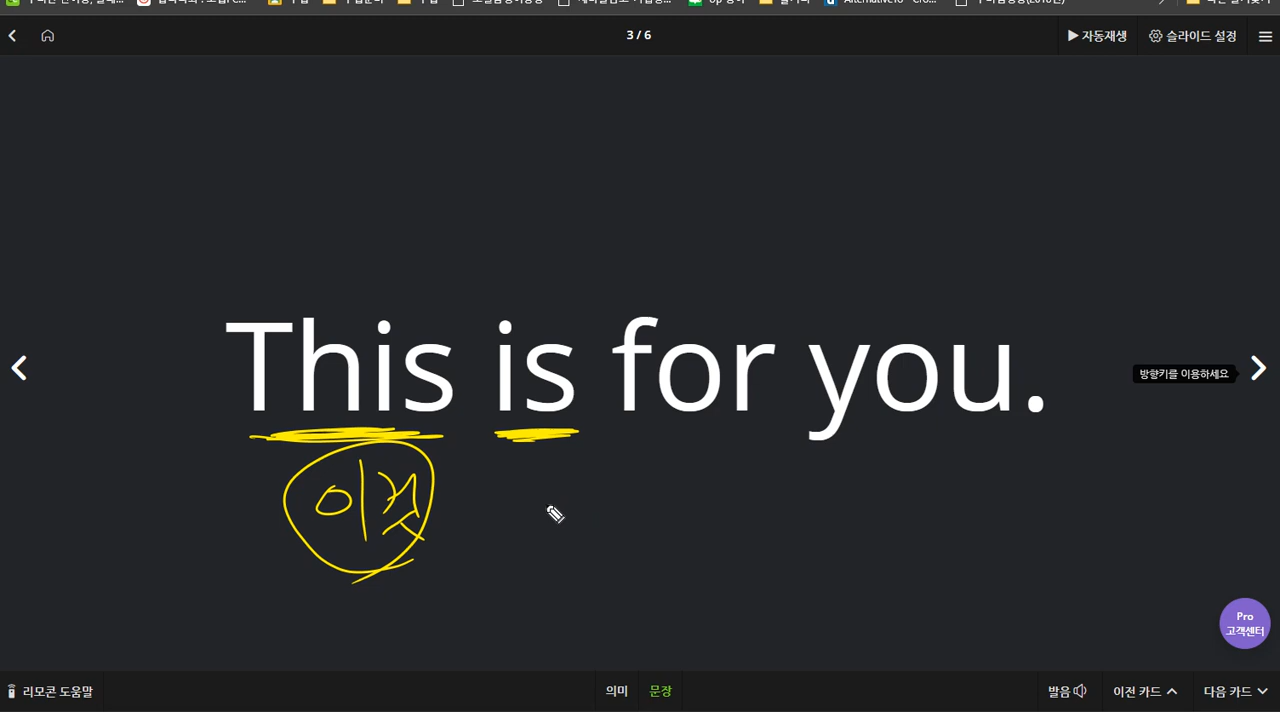 3 / 6
▶ 자동재생
슬라이드 설정
This is for you.
방향키를 이용하세요
이것
Pro
고객센터
리모콘 도움말
의미
문장
발음
이전 카드
다음 카드